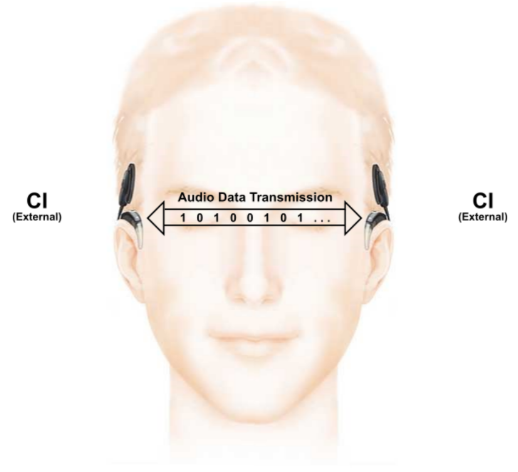 Audio Data Transmission
CI
(External)
1 0 1 0 0 1 0 1 ...
CI
(External)